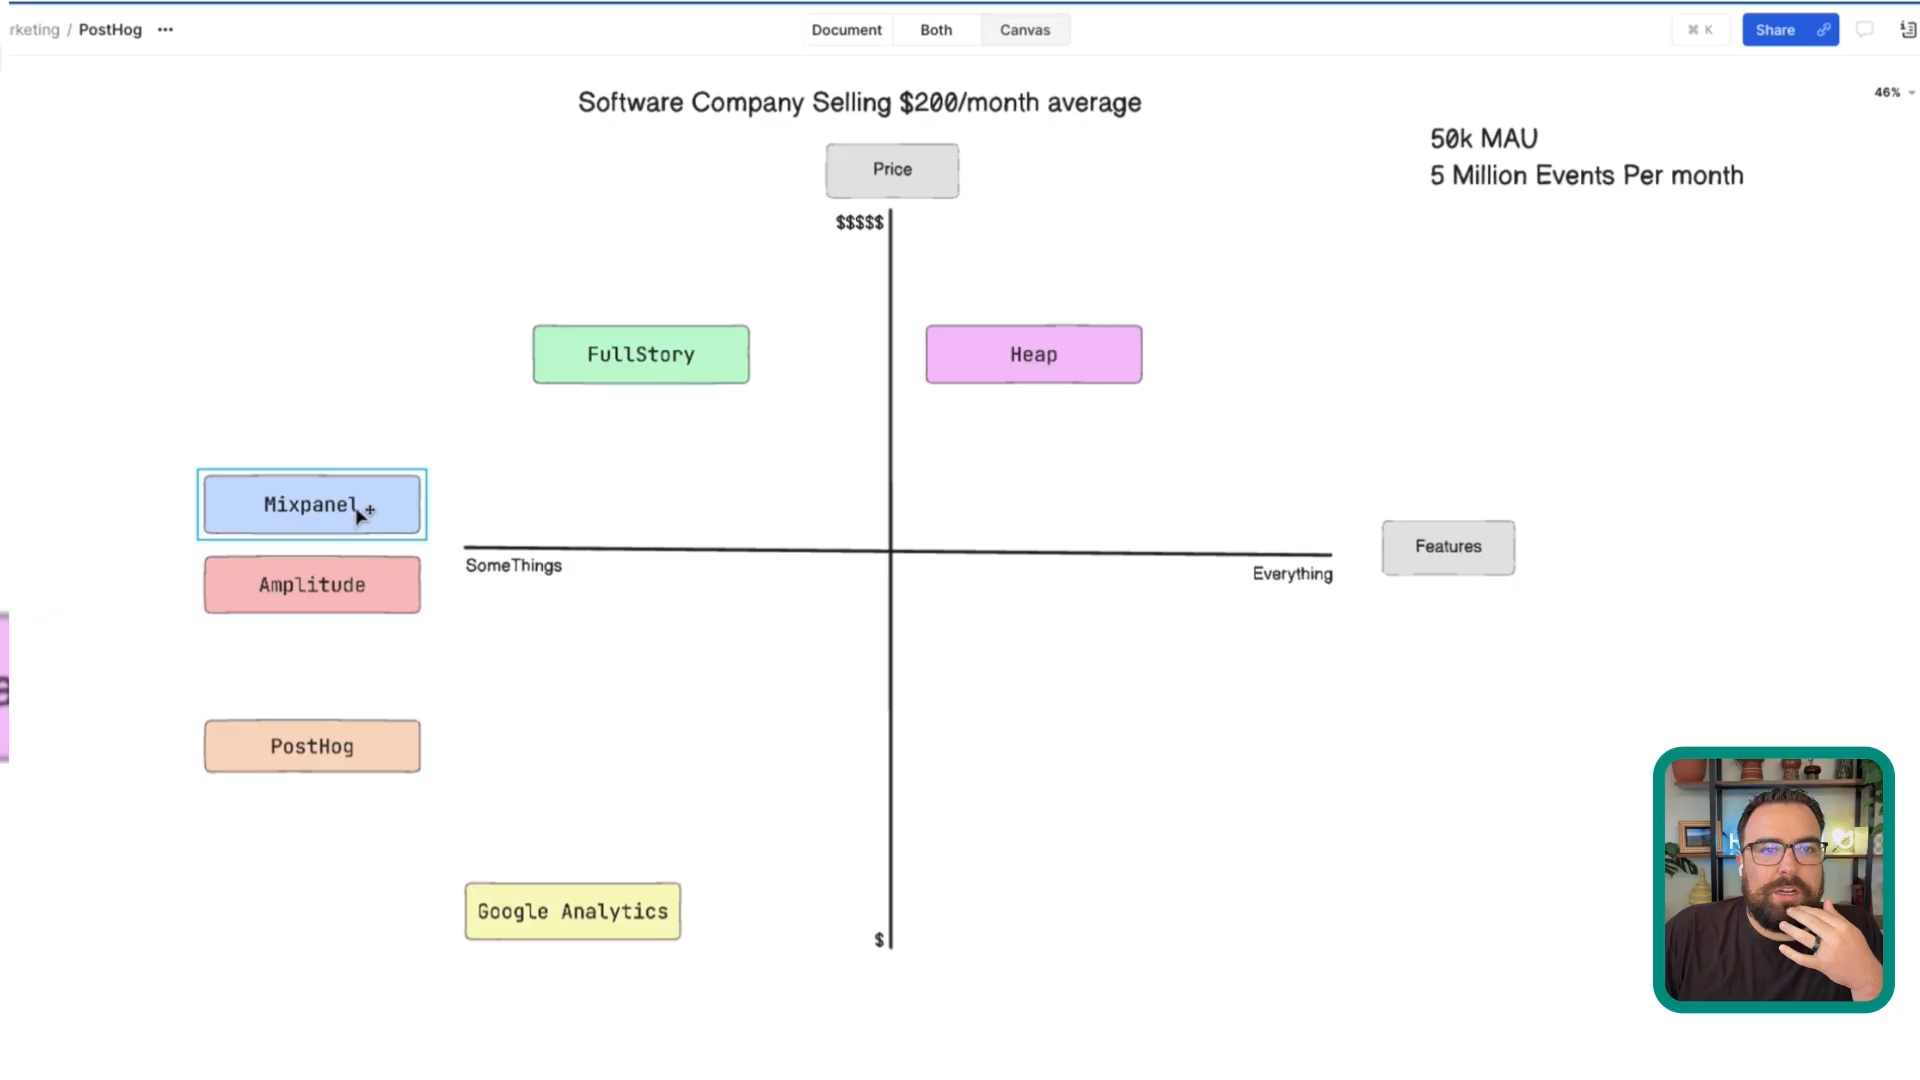 rketing / PostHog ···
Document Both Canvas
⌘ K
Share
46%
Software Company Selling $200/month average
50k MAU
5 Million Events Per month
Price
$$$$$
FullStory
Heap
Mixpanel
Amplitude
SomeThings
Everything
Features
PostHog
Google Analytics
$